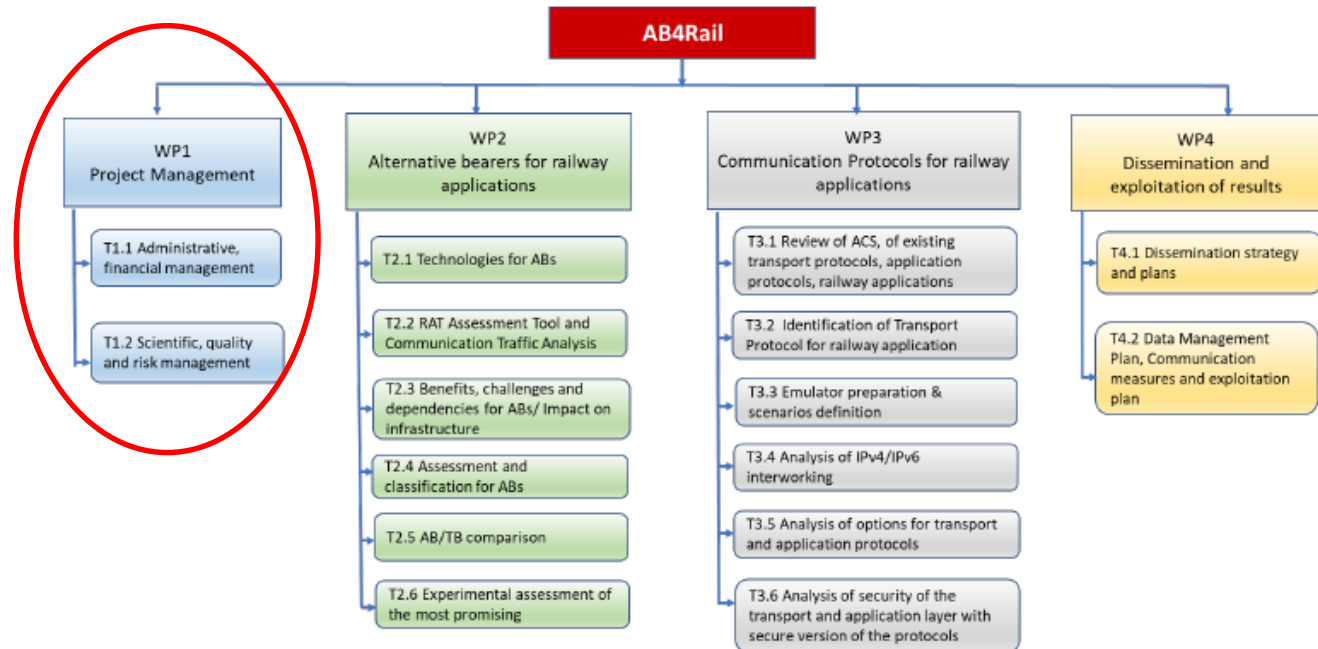 AB4Rail
WP1
Project Management
T1.1 Administrative,
financial management
T1.2 Scientific, quality
and risk management
WP2
Alternative bearers for railway
applications
T2.1 Technologies for ABs
T2.2 RAT Assessment Tool and
Communication Traffic Analysis
T2.3 Benefits, challenges and
dependencies for ABs/ Impact on
infrastructure
T2.4 Assessment and
classification for ABs
T2.5 AB/TB comparison
T2.6 Experimental assessment of
the most promising
WP3
Communication Protocols for railway
applications
T3.1 Review of ACS, of existing
transport protocols, application
protocols, railway applications
T3.2 Identification of Transport
Protocol for railway application
T3.3 Emulator preparation &
scenarios definition
T3.4 Analysis of IPv4/IPv6
interworking
T3.5 Analysis of options for transport
and application protocols
T3.6 Analysis of security of the
transport and application layer with
secure version of the protocols
WP4
Dissemination and
exploitation of results
T4.1 Dissemination strategy
and plans
T4.2 Data Management
Plan, Communication
measures and exploitation
plan